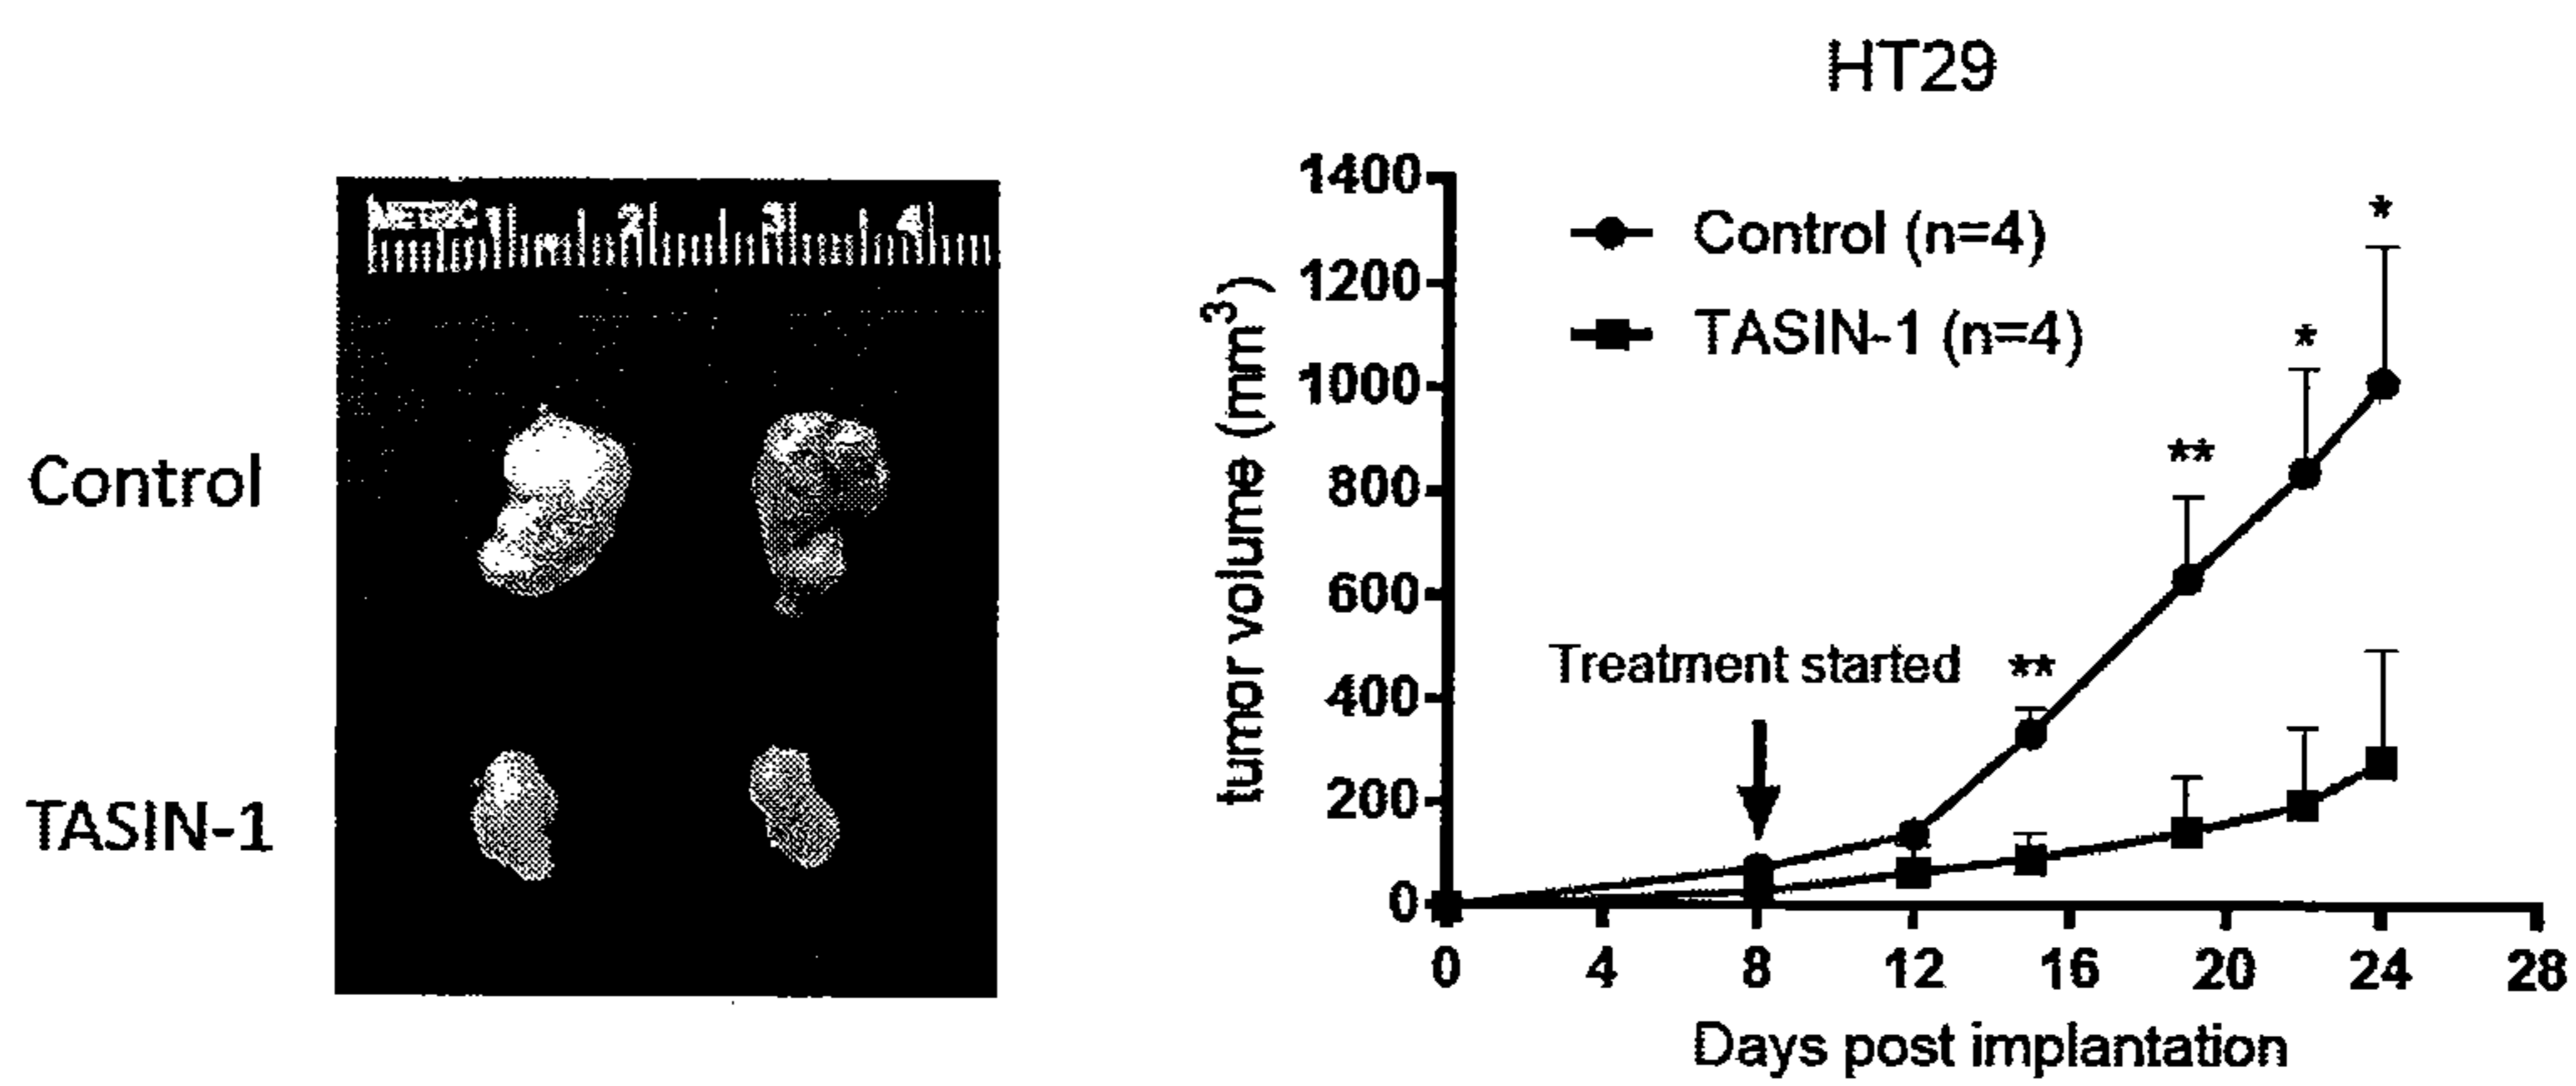 METRIC 1 2 3 4
Control
TASIN-1
HT29
tumor volume (mm³)
1400
1200
1000
800
600
400
200
0
Control (n=4)
TASIN-1 (n=4)
Treatment started
**
**
*
*
0 4 8 12 16 20 24 28
Days post implantation